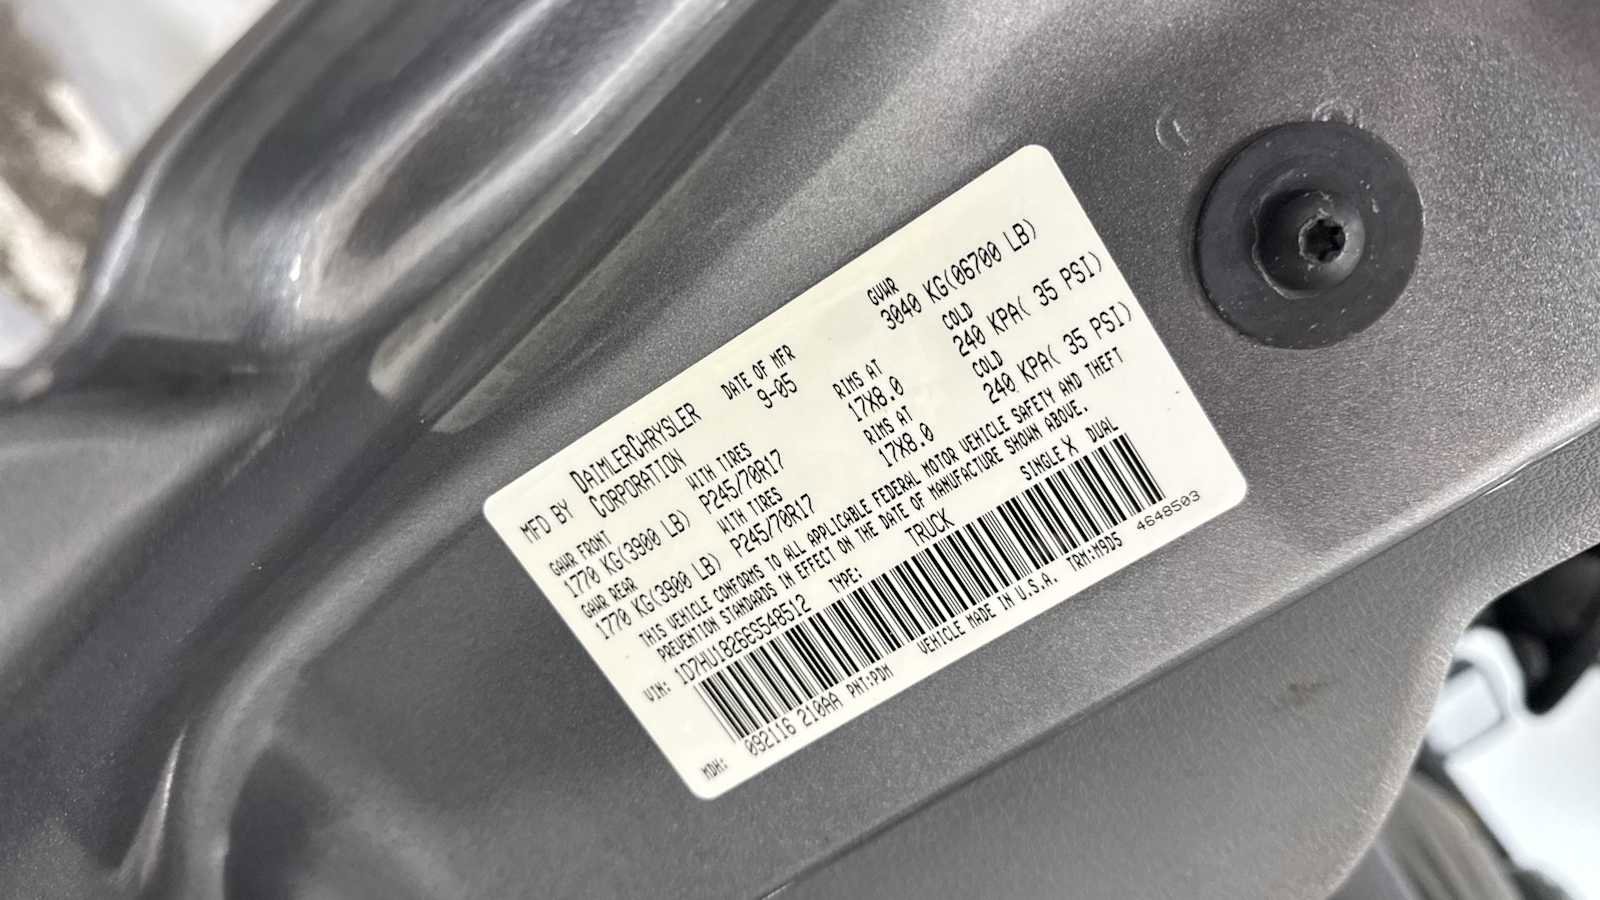 MFD BY DAIMLERCHRYSLER CORPORATION DATE OF MFR 9-05 GVWR 3040 KG(06700 LB)
GAWR FRONT WITH TIRES RIMS AT COLD
1770 KG(3900 LB) P245/70R17 17X8.0 240 KPA( 35 PSI)
GAWR REAR WITH TIRES RIMS AT COLD
1770 KG(3900 LB) P245/70R17 17X8.0 240 KPA( 35 PSI)
THIS VEHICLE CONFORMS TO ALL APPLICABLE FEDERAL MOTOR VEHICLE SAFETY AND THEFT
PREVENTION STANDARDS IN EFFECT ON THE DATE OF MANUFACTURE SHOWN ABOVE.
VIN: 1D7HU18266S548512 TYPE: TRUCK SINGLE X DUAL
MDH: 092116 210AA PNT:PDM VEHICLE MADE IN U.S.A. TRM:M9D5 4648503